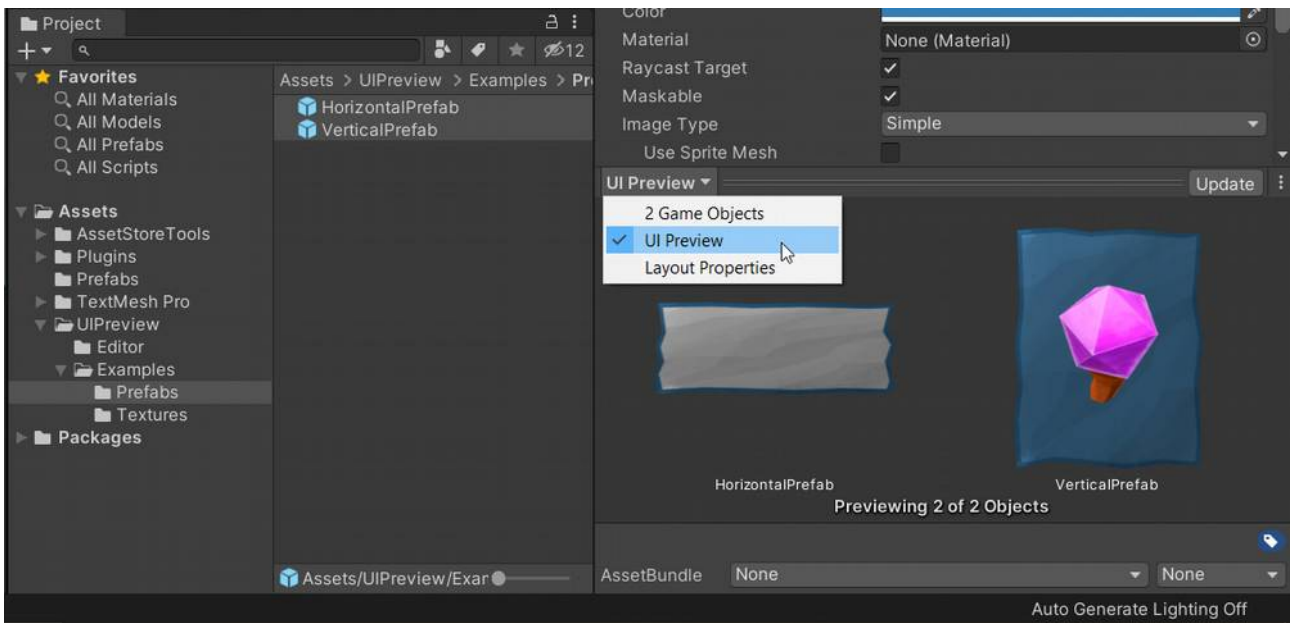 Project
12
Favorites
All Materials
All Models
All Prefabs
All Scripts
Assets
AssetStoreTools
Plugins
Prefabs
TextMesh Pro
UIPreview
Editor
Examples
Prefabs
Textures
Packages
Assets > UIPreview > Examples > Pr
HorizontalPrefab
VerticalPrefab
Assets/UIPreview/Exar
Color
Material None (Material)
Raycast Target
Maskable
Image Type Simple
Use Sprite Mesh
UI Preview Update
2 Game Objects
UI Preview
Layout Properties
HorizontalPrefab VerticalPrefab
Previewing 2 of 2 Objects
AssetBundle None None
Auto Generate Lighting Off